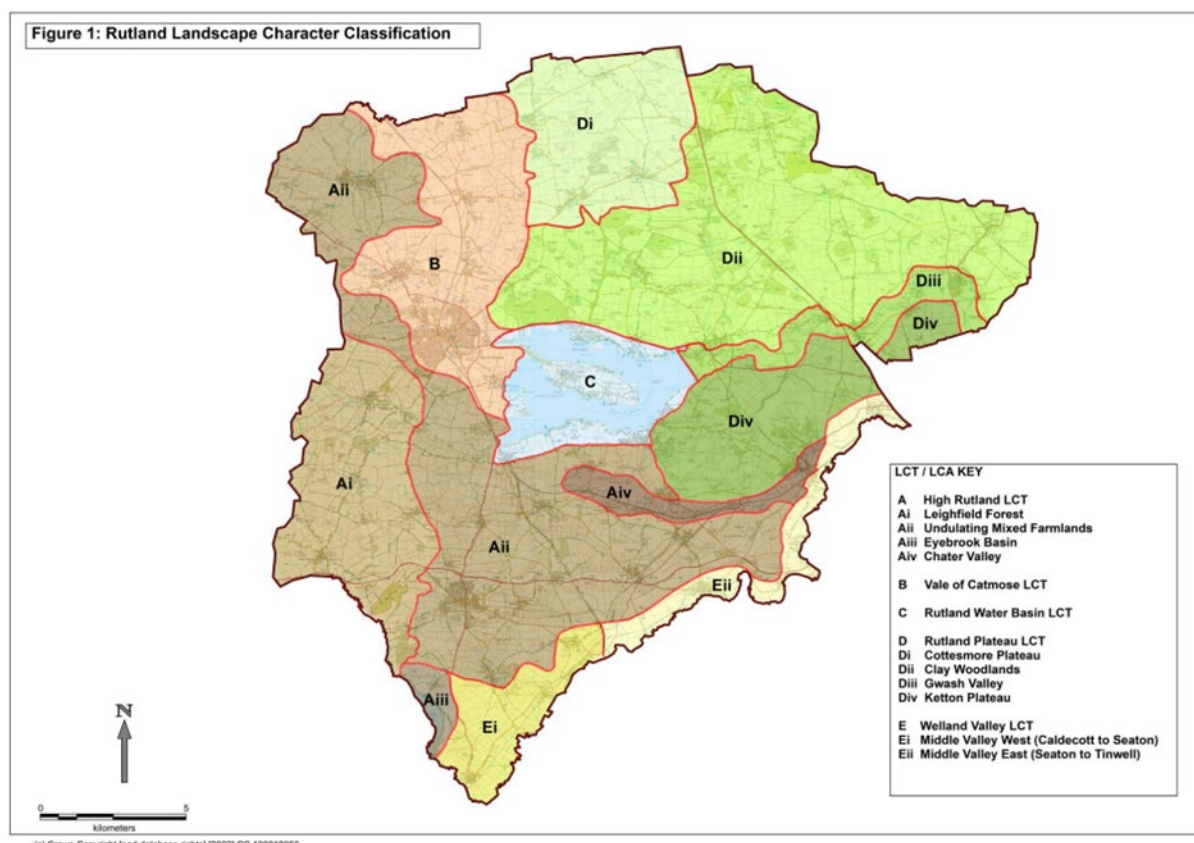 Figure 1: Rutland Landscape Character Classification
Di
Aii
Dii
B
Diii
Div
C
Div
Ai
Aiv
Aii
Eii
Aiii
Ei
LCT / LCA KEY
A High Rutland LCT
Ai Leighfield Forest
Aii Undulating Mixed Farmlands
Aiii Eyebrook Basin
Aiv Chater Valley
B Vale of Catmose LCT
C Rutland Water Basin LCT
D Rutland Plateau LCT
Di Cottesmore Plateau
Dii Clay Woodlands
Diii Gwash Valley
Div Ketton Plateau
E Welland Valley LCT
Ei Middle Valley West (Caldecott to Seaton)
Eii Middle Valley East (Seaton to Tinwell)
N
0 5
kilometers